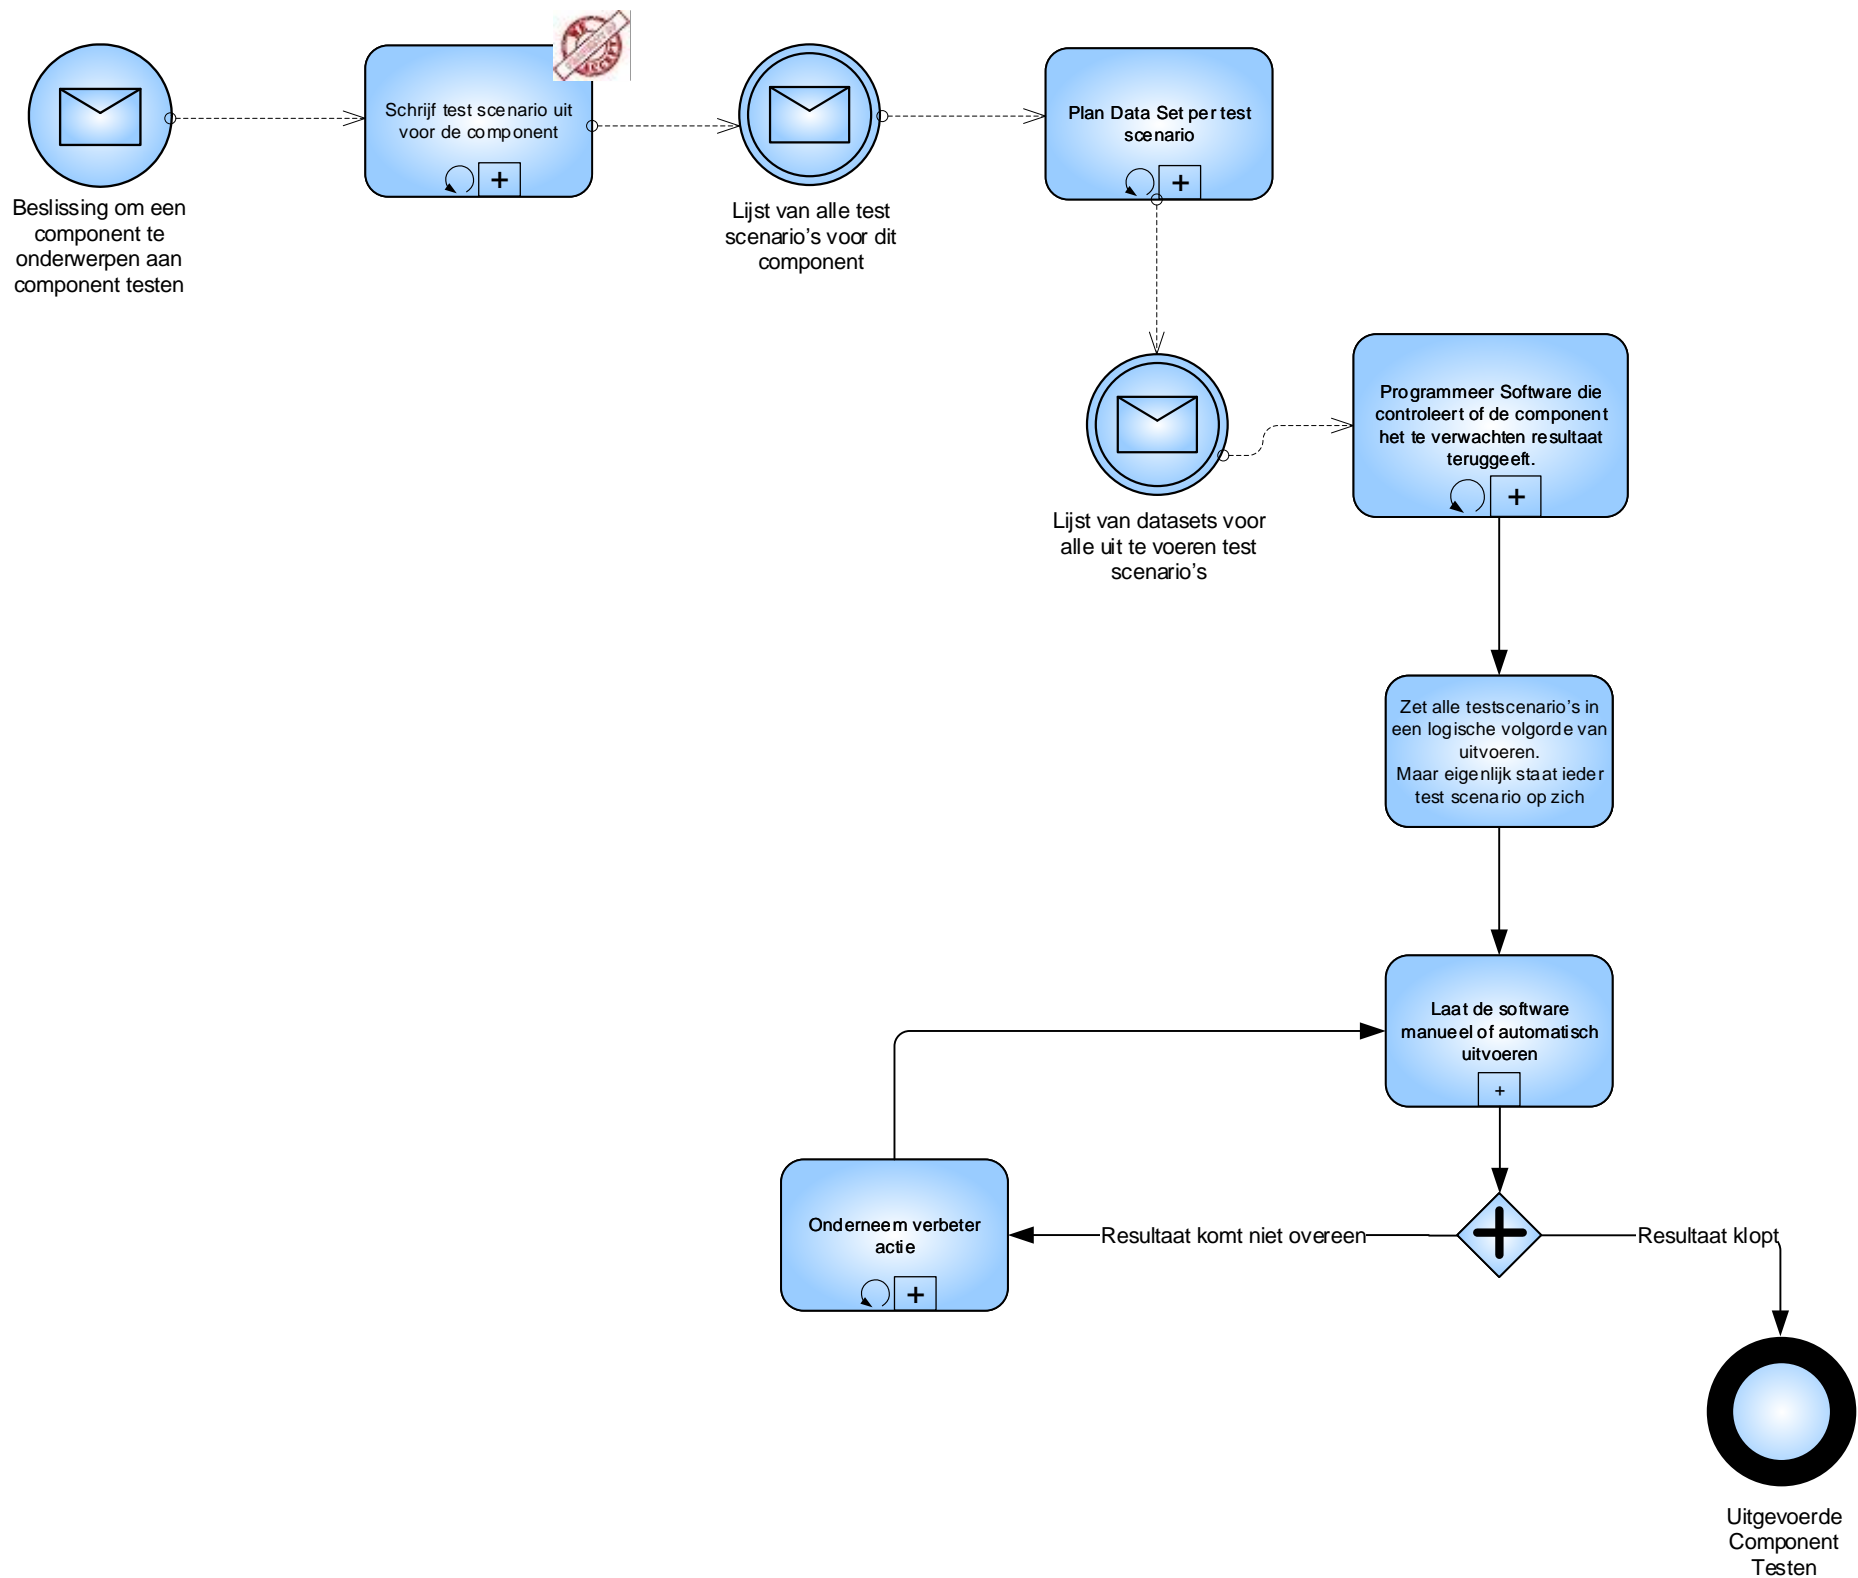 Schrijf test scenario uit
voor de component
Beslissing om een
component te
onderwerpen aan
component testen
Lijst van alle test
scenario's voor dit
component
Plan Data Set per test
scenario
Programmeer Software die
controleert of de component
het te verwachten resultaat
teruggeeft.
Lijst van datasets voor
alle uit te voeren test
scenario's
Zet alle testscenario's in
een logische volgorde van
uitvoeren.
Maar eigenlijk staat ieder
test scenario op zich
Laat de software
manueel of automatisch
uitvoeren
Onderneem verbeter
actie
Resultaat komt niet overeen
Resultaat klopt
Uitgevoerde
Component
Testen